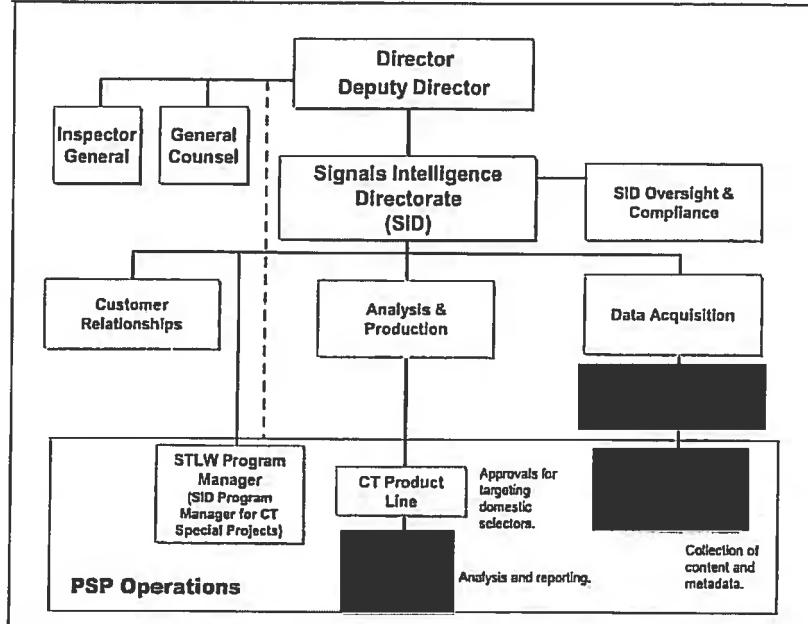 Director
Deputy Director
Inspector
General
General
Counsel
Signals Intelligence
Directorate
(SID)
SID Oversight &
Compliance
Customer
Relationships
Analysis &
Production
Data Acquisition
STLW Program
Manager
(SID Program
Manager for CT
Special Projects)
CT Product
Line
Approvals for
targeting
domestic
selectors.
Analysis and reporting.
Collection of
content and
metadata.
PSP Operations